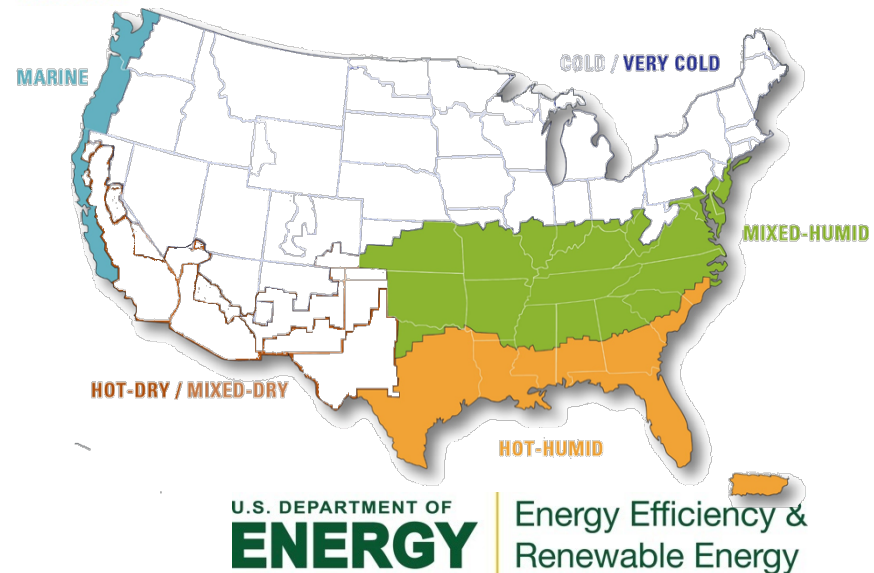 COLD / VERY COLD
MARINE
MIXED-HUMID
HOT-DRY / MIXED-DRY
HOT-HUMID
U.S. DEPARTMENT OF
ENERGY
Energy Efficiency &
Renewable Energy